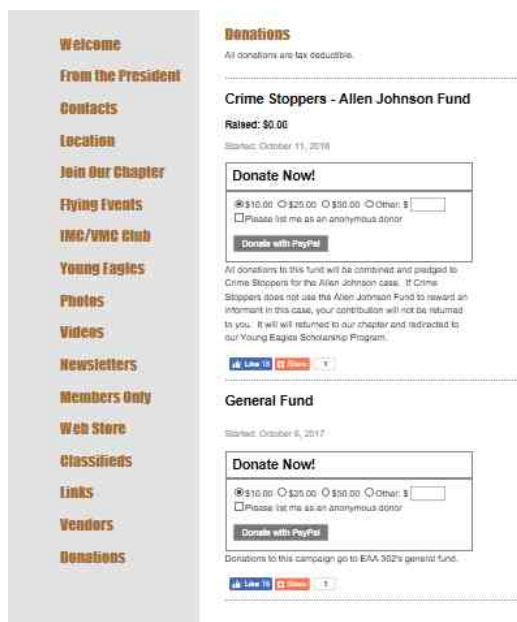 Welcome
From the President
Contacts
Location
Join Our Chapter
Flying Events
IMC/VMC Club
Young Eagles
Photos
Videos
Newsletters
Members Only
Web Store
Classifieds
Links
Vendors
Donations
Donations
All donations are tax deductible.
Crime Stoppers - Allen Johnson Fund
Raised: $0.00
Started: October 11, 2018
Donate Now!
$10.00 $25.00 $50.00 Other: $
Please list me as an anonymous donor
Donate with PayPal
All donations to this fund will be combined and pledged to
Crime Stoppers for the Allen Johnson case. If Crime
Stoppers does not use the Allen Johnson Fund to reward an
informant in this case, your contribution will not be returned
to you. It will will returned to our chapter and redirected to
our Young Eagles Scholarship Program.
Like Share
General Fund
Started: October 6, 2017
Donate Now!
$10.00 $25.00 $50.00 Other: $
Please list me as an anonymous donor
Donate with PayPal
Donations to this campaign go to EAA 302's general fund.
Like Share